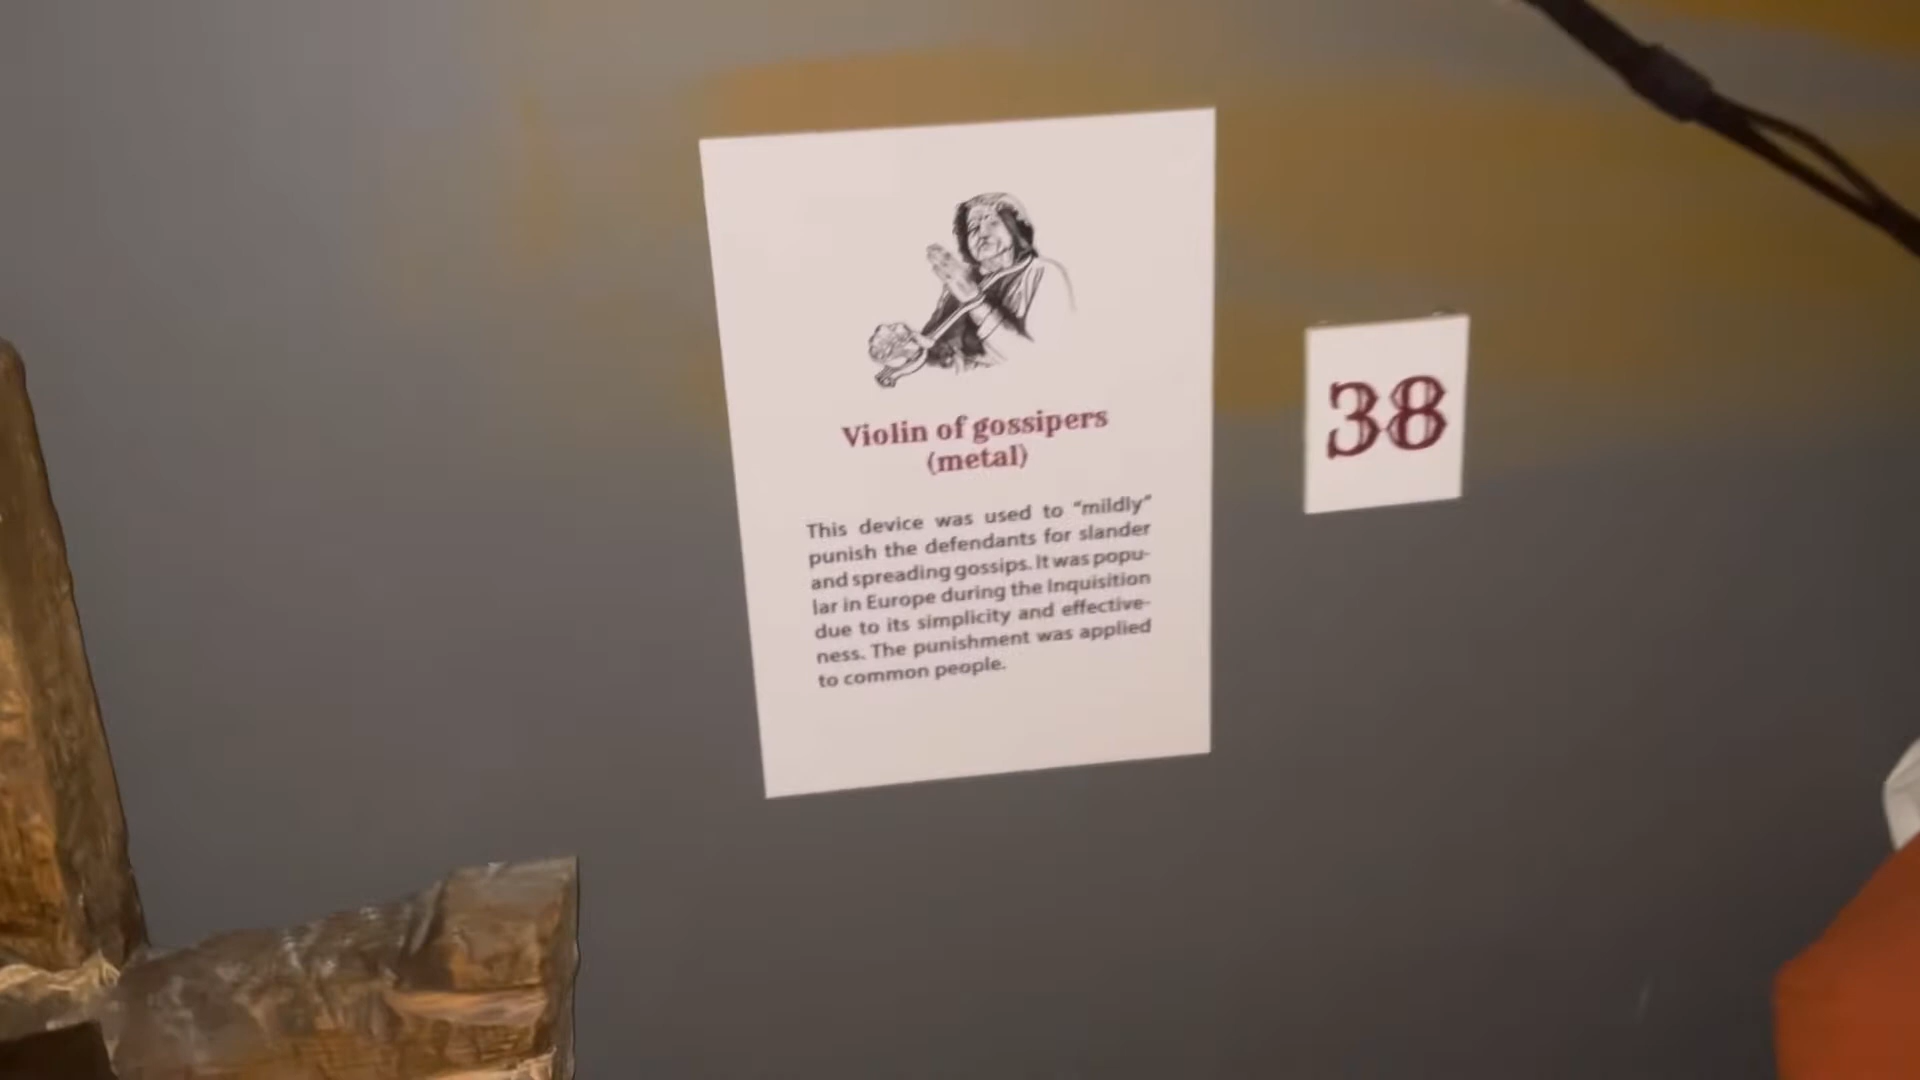 Violin of gossipers
(metal)
This device was used to “mildly”
punish the defendants for slander
and spreading gossips. It was popu-
lar in Europe during the Inquisition
due to its simplicity and effective-
ness. The punishment was applied
to common people.
38